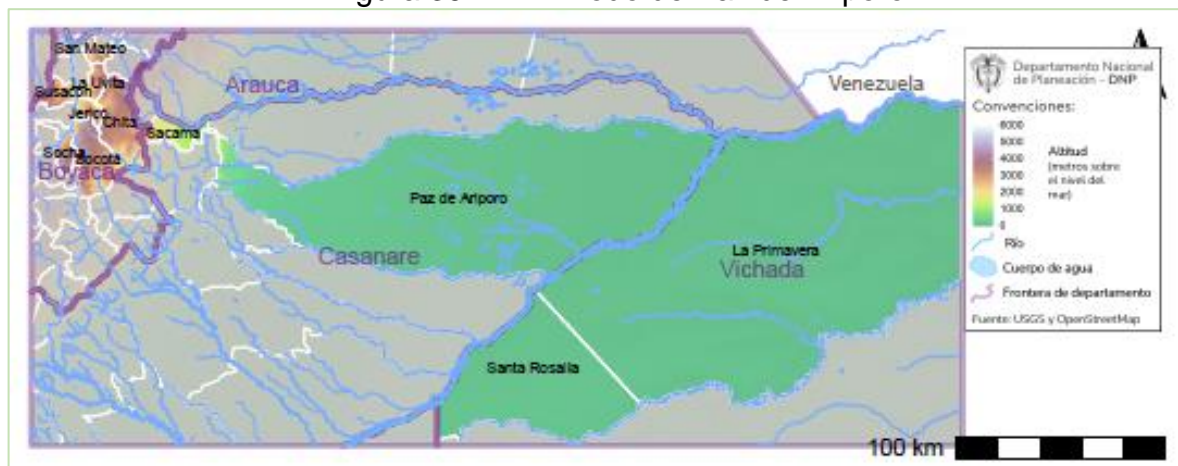 San Mateo
La Uvita
Susacón
Jericó
Chita
Sacama
Socha
Socotá
Boyacá
Arauca
Venezuela
Paz de Ariporo
Casanare
La Primavera
Vichada
Santa Rosalía
Departamento Nacional
de Planeación - DNP
Convenciones:
6000
5000
4000
3000
2000
1000
0
Altitud
(metros sobre
el nivel del
mar)
Río
Cuerpo de agua
Frontera de departamento
Fuente: USGS y OpenStreetMap
100 km